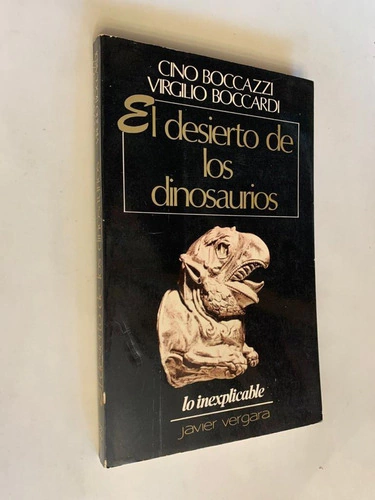 CINO BOCCAZZI
VIRGILIO BOCCARDI
El desierto de
los
dinosaurios
lo inexplicable
javier vergara